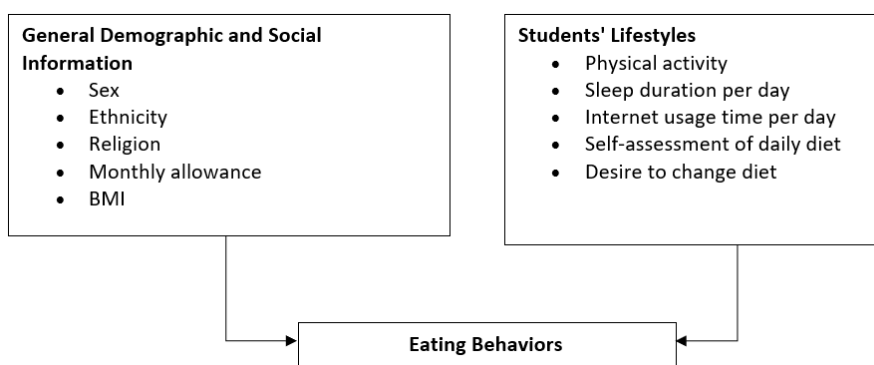 General Demographic and Social
Information
• Sex
• Ethnicity
• Religion
• Monthly allowance
• BMI
Students' Lifestyles
• Physical activity
• Sleep duration per day
• Internet usage time per day
• Self-assessment of daily diet
• Desire to change diet
Eating Behaviors